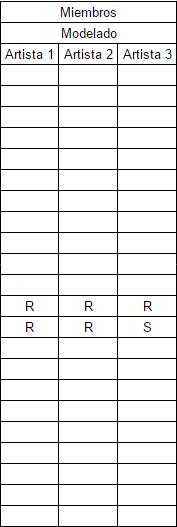 Miembros
Modelado
Artista 1 Artista 2 Artista 3
R R R
R R S